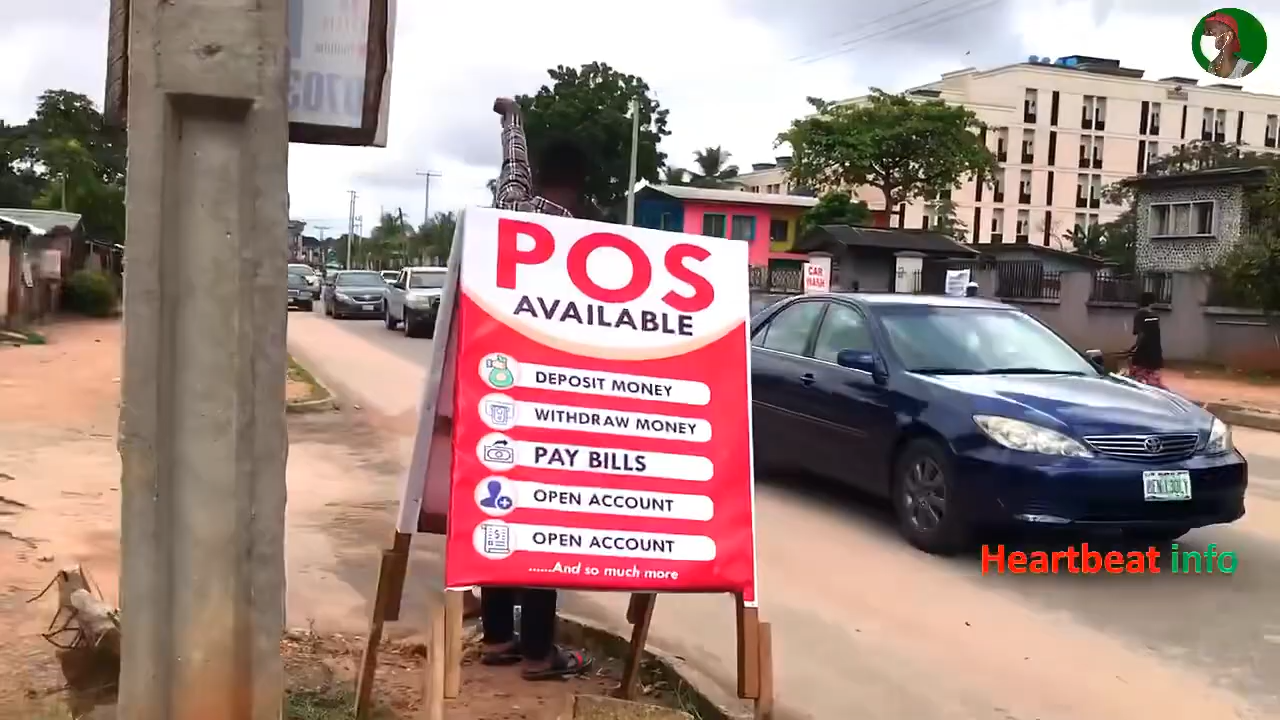 0703
POS
AVAILABLE
DEPOSIT MONEY
WITHDRAW MONEY
PAY BILLS
OPEN ACCOUNT
OPEN ACCOUNT
......And so much more
CAR
WASH
Heartbeat info